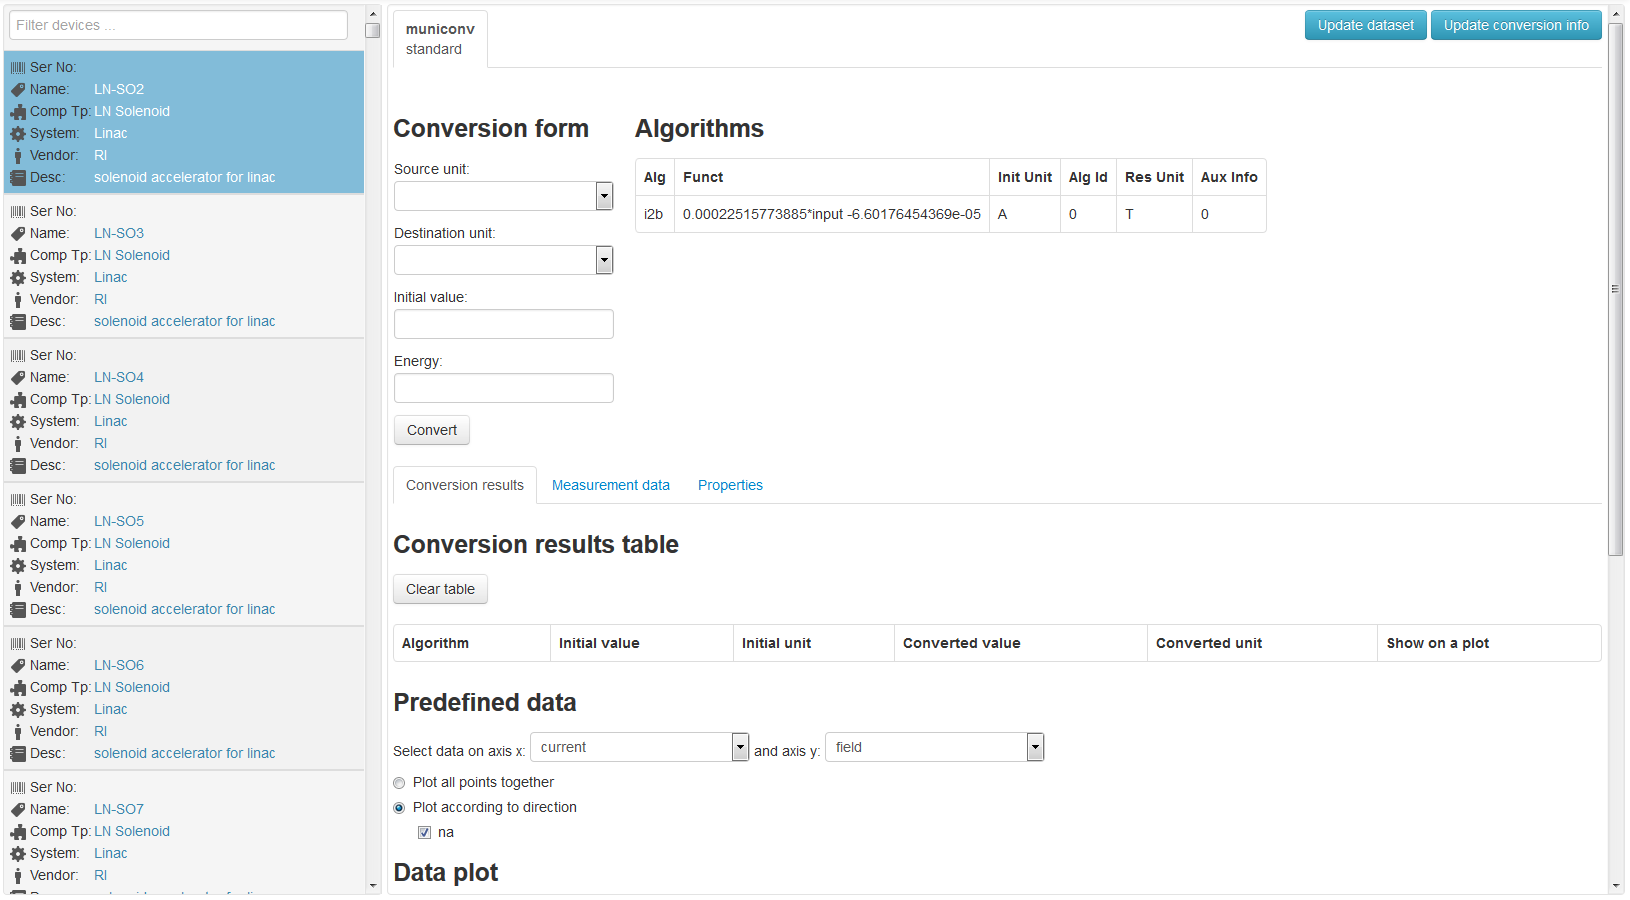 Filter devices ...
Ser No:
Name: LN-SO2
Comp Tp: LN Solenoid
System: Linac
Vendor: RI
Desc: solenoid accelerator for linac
Ser No:
Name: LN-SO3
Comp Tp: LN Solenoid
System: Linac
Vendor: RI
Desc: solenoid accelerator for linac
Ser No:
Name: LN-SO4
Comp Tp: LN Solenoid
System: Linac
Vendor: RI
Desc: solenoid accelerator for linac
Ser No:
Name: LN-SO5
Comp Tp: LN Solenoid
System: Linac
Vendor: RI
Desc: solenoid accelerator for linac
Ser No:
Name: LN-SO6
Comp Tp: LN Solenoid
System: Linac
Vendor: RI
Desc: solenoid accelerator for linac
Ser No:
Name: LN-SO7
Comp Tp: LN Solenoid
System: Linac
Vendor: RI
municonv
standard
Update dataset
Update conversion info
Conversion form
Source unit:
Destination unit:
Initial value:
Energy:
Convert
Algorithms
Alg Funct Init Unit Alg Id Res Unit Aux Info
i2b 0.00022515773885*input -6.60176454369e-05 A 0 T 0
Conversion results Measurement data Properties
Conversion results table
Clear table
Algorithm Initial value Initial unit Converted value Converted unit Show on a plot
Predefined data
Select data on axis x: current and axis y: field
Plot all points together
Plot according to direction
na
Data plot